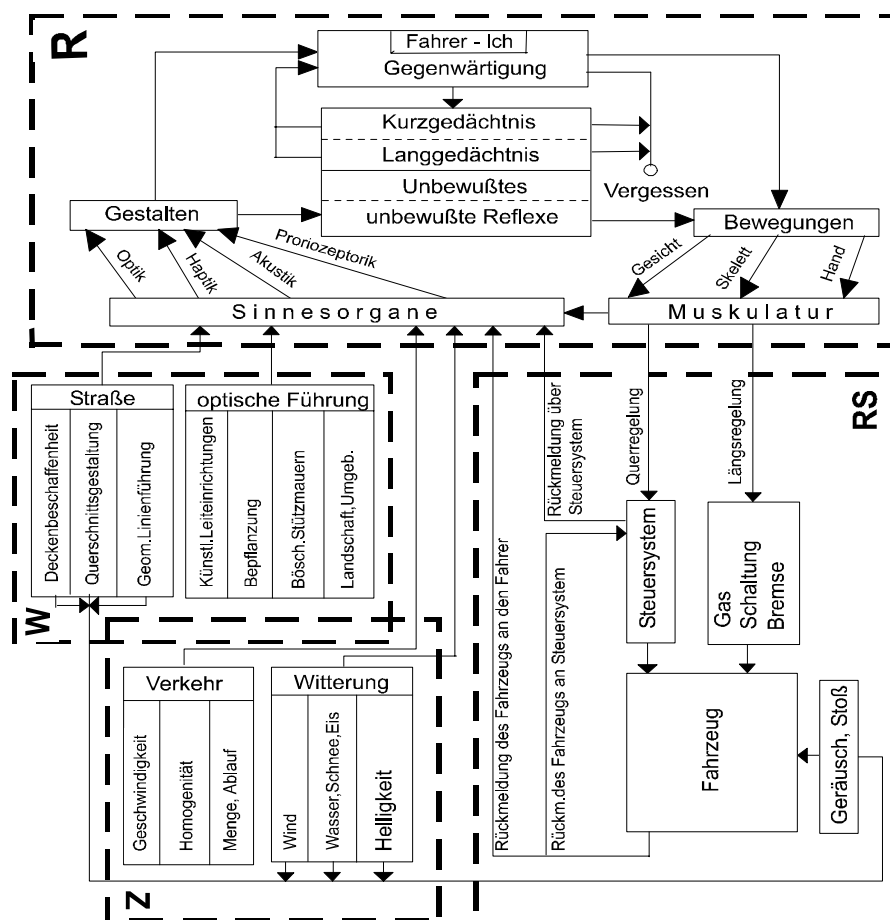 R
Fahrer - Ich
Gegenwärtigung
Kurzgedächtnis
Langgedächtnis
Unbewußtes
unbewußte Reflexe
Vergessen
Gestalten
Bewegungen
Optik
Haptik
Akustik
Proriozeptorik
Gesicht
Skelett
Hand
Sinnesorgane
Muskulatur
Straße
Deckenbeschaffenheit
Querschnittsgestaltung
Geom.Linienführung
optische Führung
Künstl.Leiteinrichtungen
Bepflanzung
Bösch.Stützmauern
Landschaft,Umgeb.
W
RS
Rückmeldung des Fahrzeugs an den Fahrer
Rückmeldung über
Steuersystem
Rückm.des Fahrzeugs an Steuersystem
Querregelung
Längsregelung
Steuersystem
Gas
Schaltung
Bremse
Fahrzeug
Geräusch, Stoß
Verkehr
Geschwindigkeit
Homogenität
Menge, Ablauf
Witterung
Wind
Wasser,Schnee,Eis
Helligkeit
Z